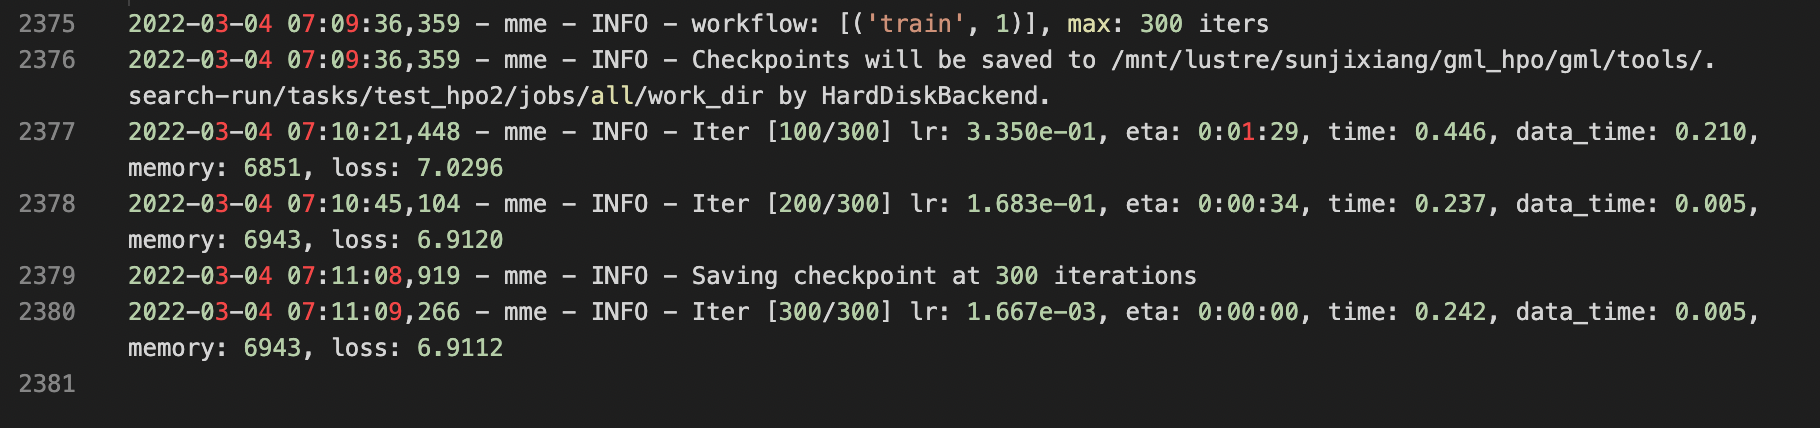 2375 2022-03-04 07:09:36,359 - mme - INFO - workflow: [('train', 1)], max: 300 iters
2376 2022-03-04 07:09:36,359 - mme - INFO - Checkpoints will be saved to /mnt/lustre/sunjixiang/gml_hpo/gml/tools/.
search-run/tasks/test_hpo2/jobs/all/work_dir by HardDiskBackend.
2377 2022-03-04 07:10:21,448 - mme - INFO - Iter [100/300] lr: 3.350e-01, eta: 0:01:29, time: 0.446, data_time: 0.210,
memory: 6851, loss: 7.0296
2378 2022-03-04 07:10:45,104 - mme - INFO - Iter [200/300] lr: 1.683e-01, eta: 0:00:34, time: 0.237, data_time: 0.005,
memory: 6943, loss: 6.9120
2379 2022-03-04 07:11:08,919 - mme - INFO - Saving checkpoint at 300 iterations
2380 2022-03-04 07:11:09,266 - mme - INFO - Iter [300/300] lr: 1.667e-03, eta: 0:00:00, time: 0.242, data_time: 0.005,
memory: 6943, loss: 6.9112
2381